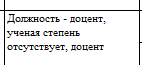 Должность - доцент,
ученая степень
отсутствует, доцент